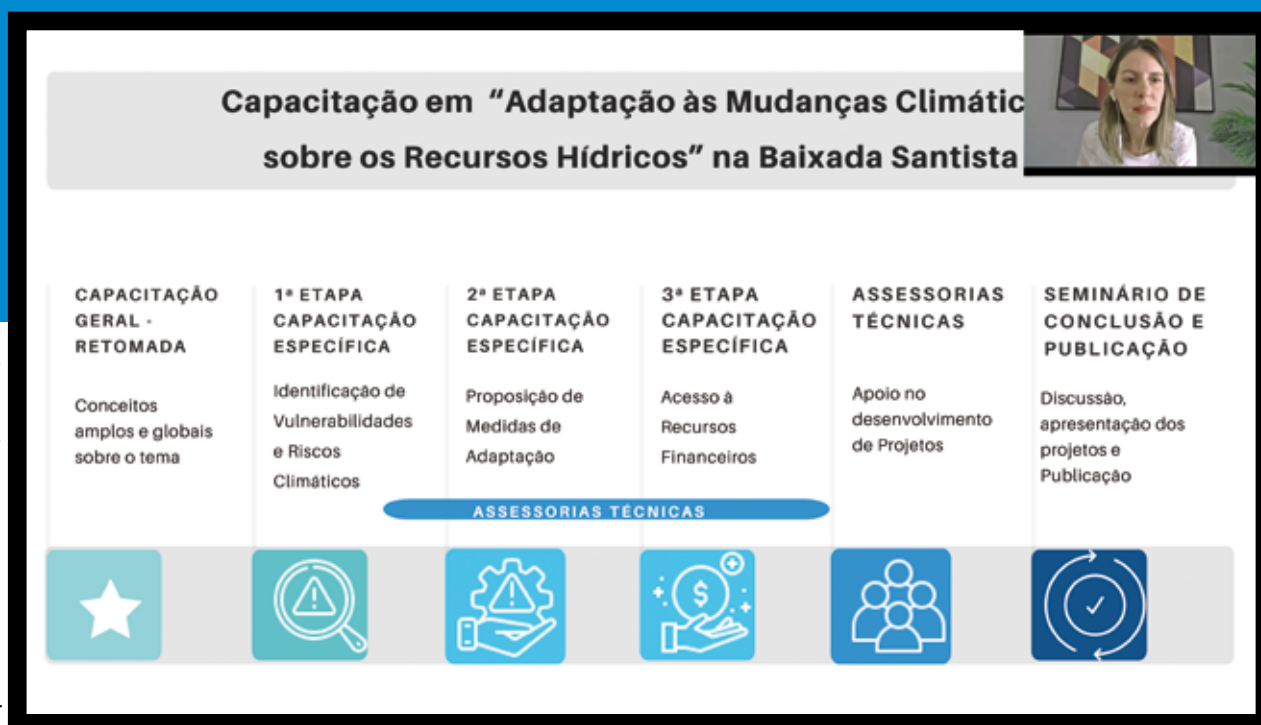 Capacitação em "Adaptação às Mudanças Climátic
sobre os Recursos Hídricos" na Baixada Santista
CAPACITAÇÃO
GERAL -
RETOMADA
Conceitos
amplos e globais
sobre o tema
1ª ETAPA
CAPACITAÇÃO
ESPECÍFICA
Identificação de
Vulnerabilidades
e Riscos
Climáticos
2ª ETAPA
CAPACITAÇÃO
ESPECÍFICA
Proposição de
Medidas de
Adaptação
3ª ETAPA
CAPACITAÇÃO
ESPECÍFICA
Acesso à
Recursos
Financeiros
ASSESSORIAS
TÉCNICAS
Apoio no
desenvolvimento
de Projetos
SEMINÁRIO DE
CONCLUSÃO E
PUBLICAÇÃO
Discussão,
apresentação dos
projetos e
Publicação
ASSESSORIAS TÉCNICAS
$